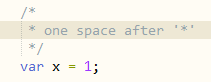 /*
 * one space after '*'
 */
var x = 1;